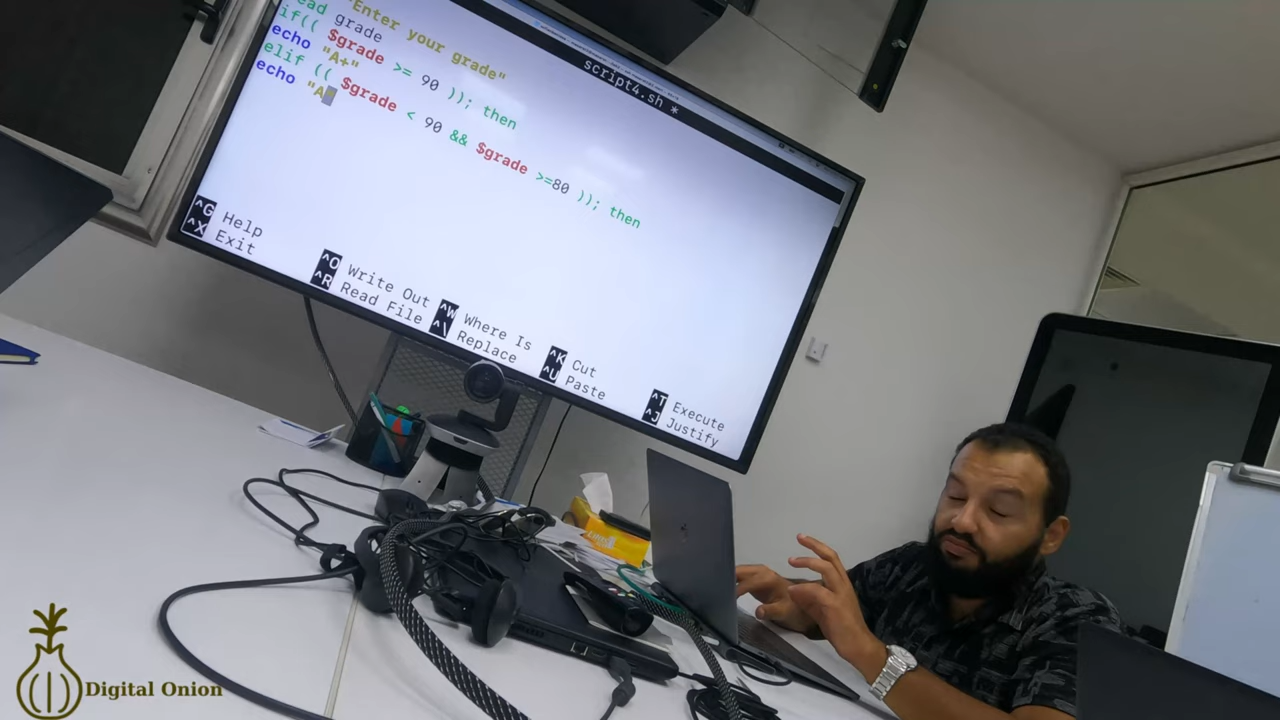 script4.sh *
"Enter your grade"
read grade
if(( $grade >= 90 )); then
echo "A+"
elif (( $grade < 90 && $grade >=80 )); then
echo "A"
^G Help
^X Exit
^O Write Out
^R Read File
^W Where Is
^\ Replace
^K Cut
^U Paste
^T Execute
^J Justify
Digital Onion